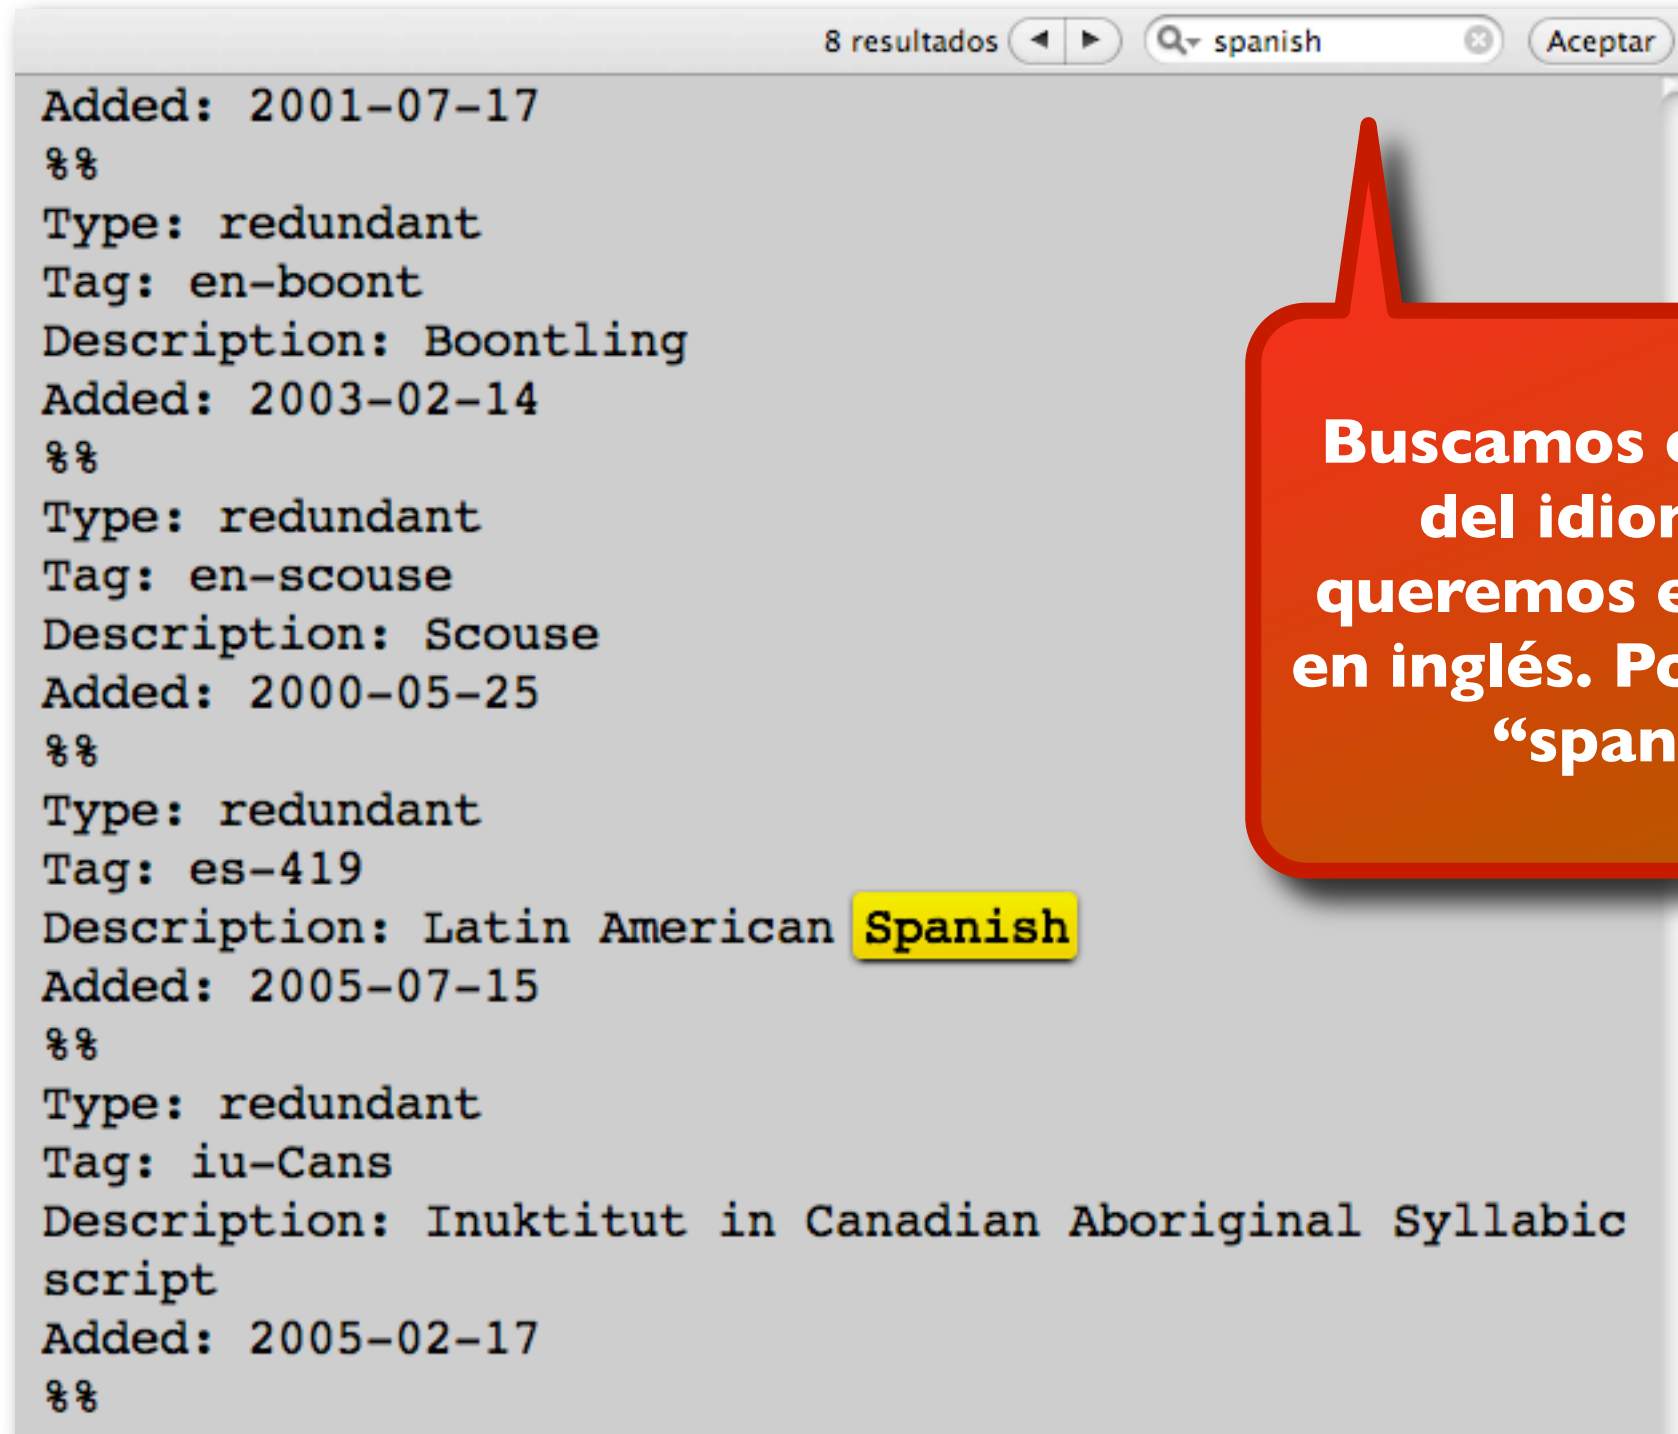 8 resultados spanish Aceptar
Added: 2001-07-17
%%
Type: redundant
Tag: en-boont
Description: Boontling
Added: 2003-02-14
%%
Type: redundant
Tag: en-scouse
Description: Scouse
Added: 2000-05-25
%%
Type: redundant
Tag: es-419
Description: Latin American Spanish
Added: 2005-07-15
%%
Type: redundant
Tag: iu-Cans
Description: Inuktitut in Canadian Aboriginal Syllabic
script
Added: 2005-02-17
%%
Buscamos
del
queremos
en inglés.